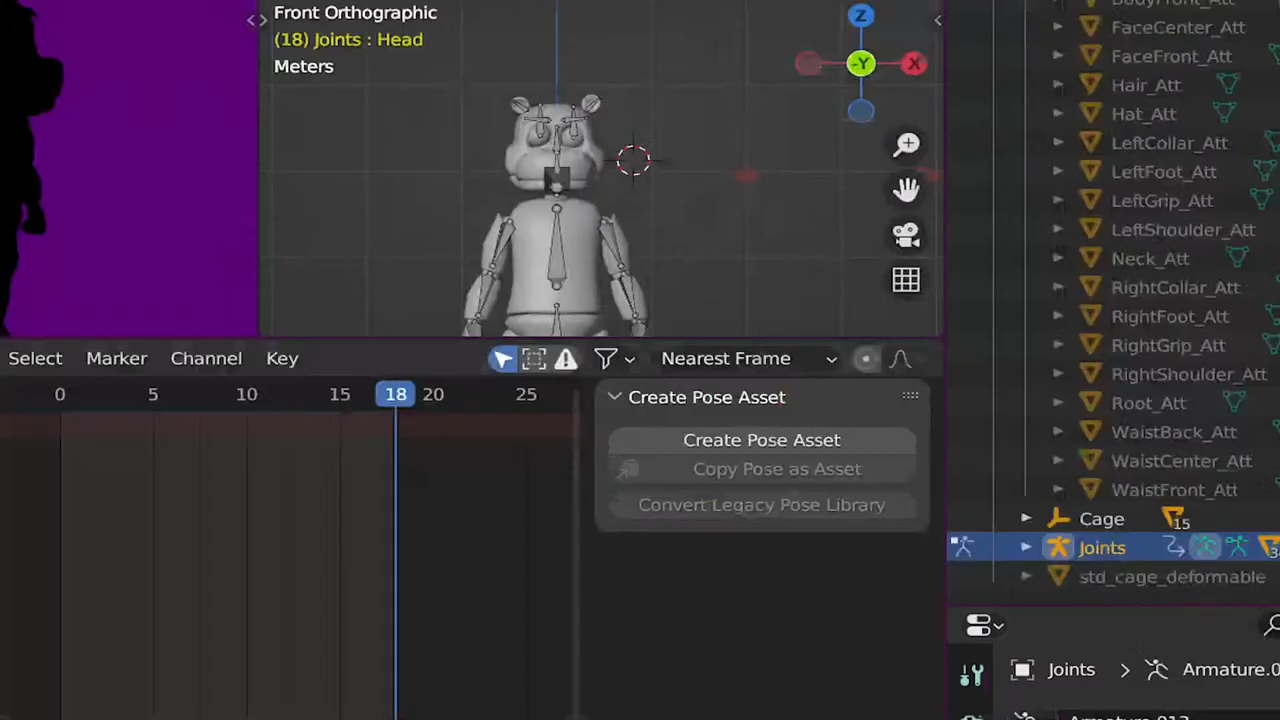 Front Orthographic
(18) Joints : Head
Meters
Z
-Y
X
FaceCenter_Att
FaceFront_Att
Hair_Att
Hat_Att
LeftCollar_Att
LeftFoot_Att
LeftGrip_Att
LeftShoulder_Att
Neck_Att
RightCollar_Att
RightFoot_Att
RightGrip_Att
RightShoulder_Att
Root_Att
WaistBack_Att
WaistCenter_Att
WaistFront_Att
Cage 15
Joints
std_cage_deformable
Select Marker Channel Key Nearest Frame
0 5 10 15 18 20 25
Create Pose Asset
Create Pose Asset
Copy Pose as Asset
Convert Legacy Pose Library
Joints > Armature.0